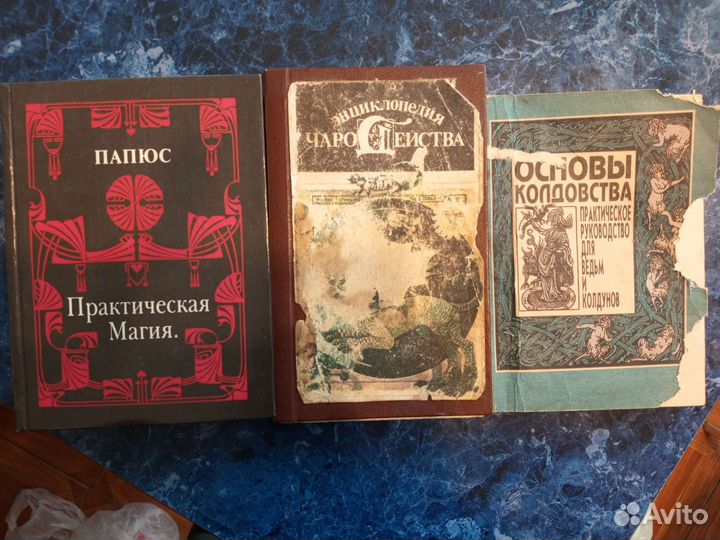 ПАПЮС
Практическая
Магия.
ЭНЦИКЛОПЕДИЯ
ЧАРОДЕЙСТВА
ОСНОВЫ
КОЛДОВСТВА
ПРАКТИЧЕСКОЕ
РУКОВОДСТВО
ДЛЯ
ВЕДЬМ
И
КОЛДУНОВ
Avito